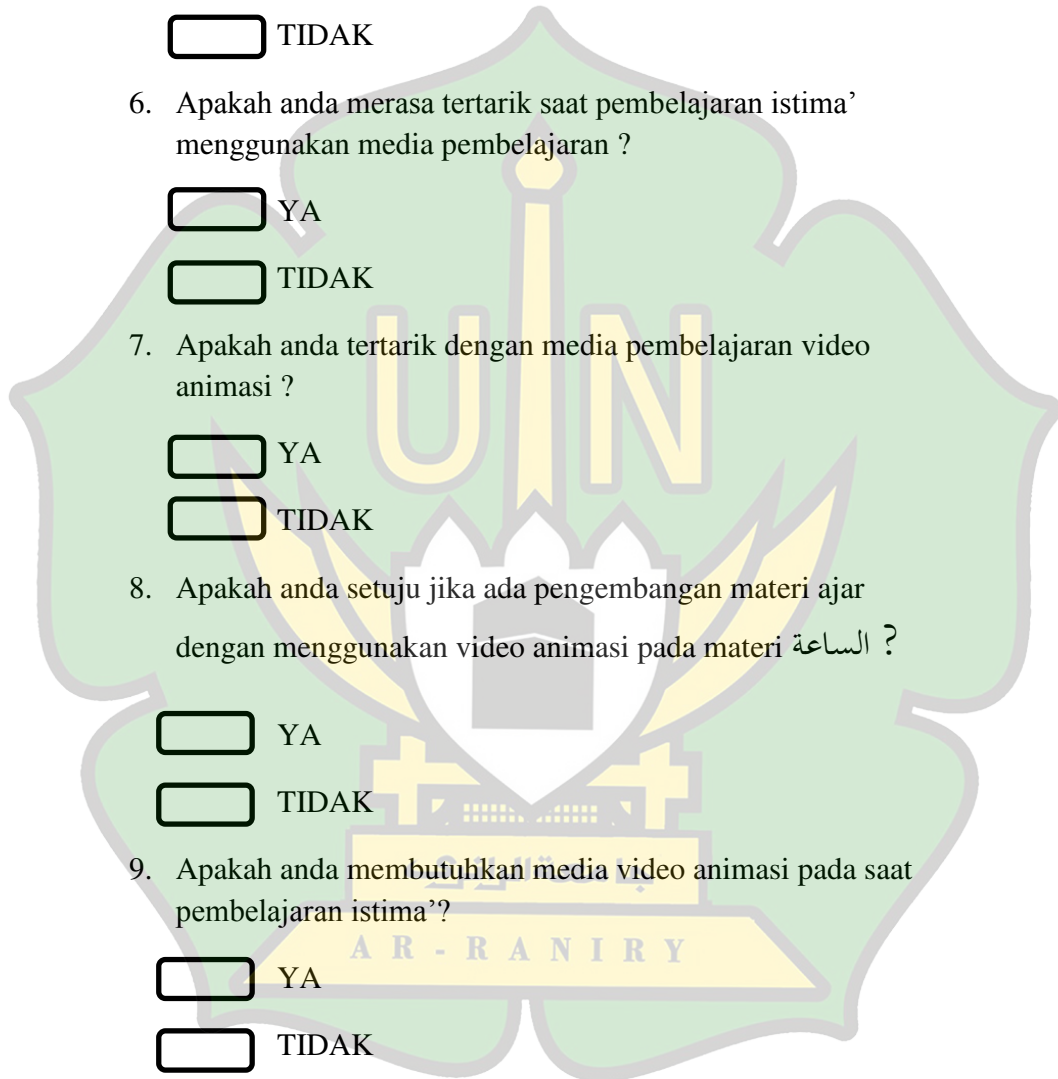 TIDAK
6. Apakah anda merasa tertarik saat pembelajaran istima’
menggunakan media pembelajaran ?
YA
TIDAK
7. Apakah anda tertarik dengan media pembelajaran video
animasi ?
YA
TIDAK
8. Apakah anda setuju jika ada pengembangan materi ajar
dengan menggunakan video animasi pada materi الساعة ?
YA
TIDAK
9. Apakah anda membutuhkan media video animasi pada saat
pembelajaran istima’?
YA
TIDAK
UIN
جامعة الرانري
AR-RANIRY